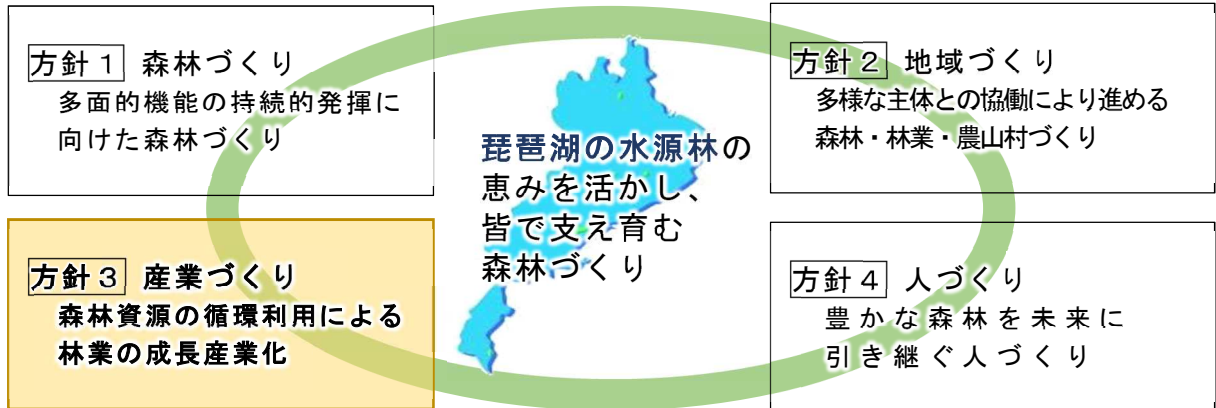 方針１ 森林づくり
多面的機能の持続的発揮に
向けた森林づくり
方針２ 地域づくり
多様な主体との協働により進める
森林・林業・農山村づくり
琵琶湖の水源林の
恵みを活かし、
皆で支え育む
森林づくり
方針３ 産業づくり
森林資源の循環利用による
林業の成長産業化
方針４ 人づくり
豊かな森林を未来に
引き継ぐ人づくり